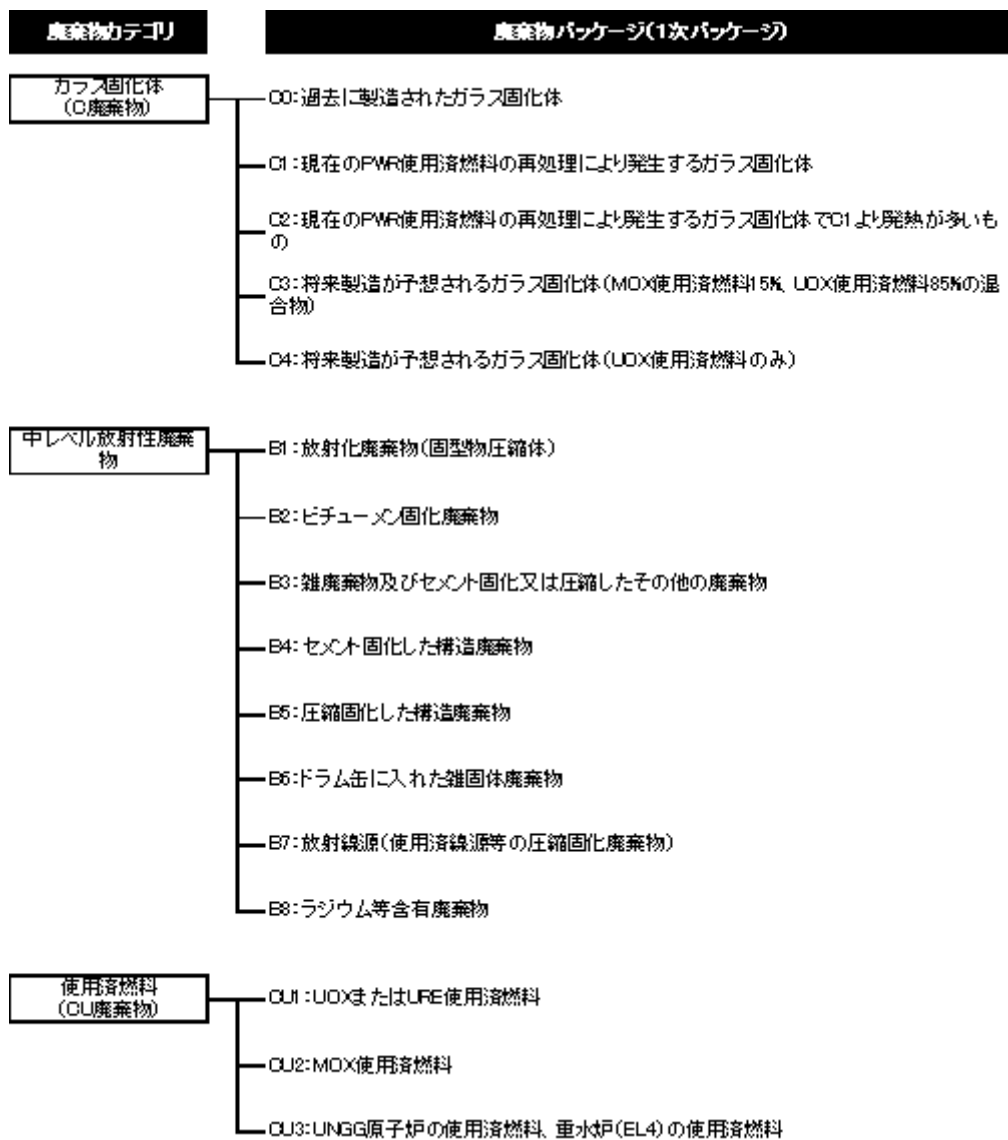 廃棄物カテゴリ
廃棄物パッケージ(1次パッケージ)
ガラス固化体
(C廃棄物)
C0:過去に製造されたガラス固化体
C1:現在のPWR使用済燃料の再処理により発生するガラス固化体
C2:現在のPWR使用済燃料の再処理により発生するガラス固化体でC1より発熱が多いも
の
C3:将来製造が予想されるガラス固化体(MOX使用済燃料15%、UOX使用済燃料85%の混
合物)
C4:将来製造が予想されるガラス固化体(UOX使用済燃料のみ)
中レベル放射性廃棄
物
B1:放射化廃棄物(固型物圧縮体)
B2:ビチューメン固化廃棄物
B3:雑廃棄物及びセメント固化又は圧縮したその他の廃棄物
B4:セメント固化した構造廃棄物
B5:圧縮固化した構造廃棄物
B6:ドラム缶に入れた雑固体廃棄物
B7:放射線源(使用済線源等の圧縮固化廃棄物)
B8:ラジウム等含有廃棄物
使用済燃料
(CU廃棄物)
CU1:UOXまたはURE使用済燃料
CU2:MOX使用済燃料
CU3:UNGG原子炉の使用済燃料、重水炉(EL4)の使用済燃料